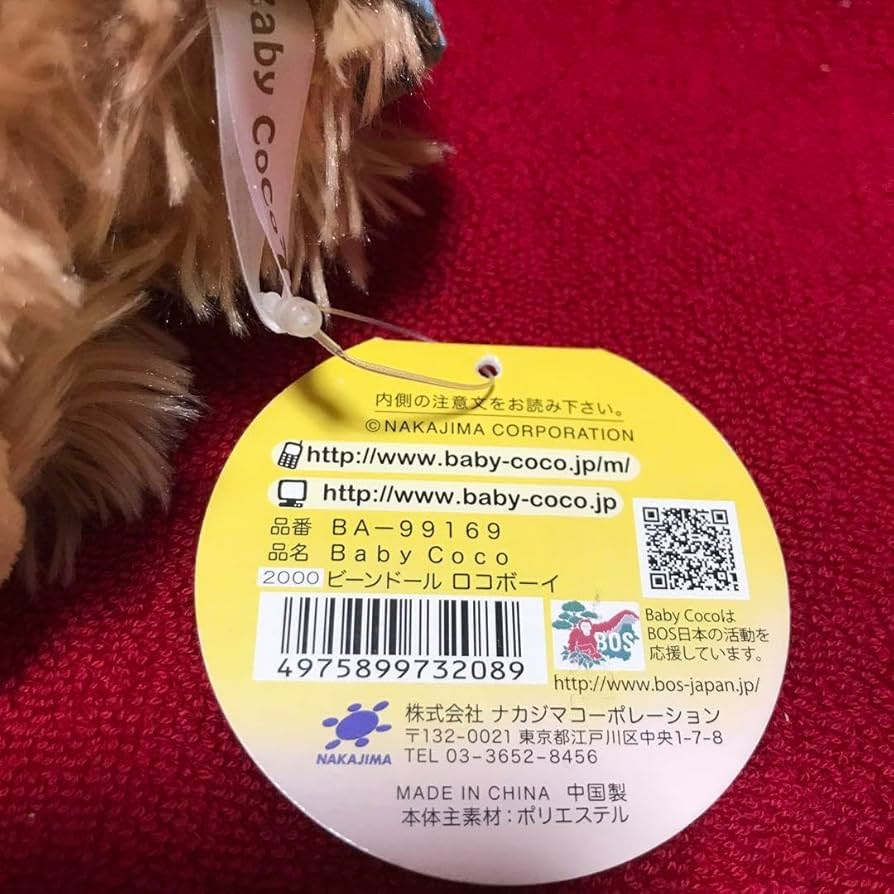 Baby Coco
内側の注意文をお読み下さい。
©NAKAJIMA CORPORATION
http://www.baby-coco.jp/m/
http://www.baby-coco.jp
品番 BA-99169
品名 Baby Coco
2000 ビーンドール ロコボーイ
4975899732089
BOS
Baby Cocoは
BOS日本の活動を
応援しています。
http://www.bos-japan.jp/
NAKAJIMA
株式会社 ナカジマコーポレーション
〒132-0021 東京都江戸川区中央1-7-8
TEL 03-3652-8456
MADE IN CHINA 中国製
本体主素材:ポリエステル